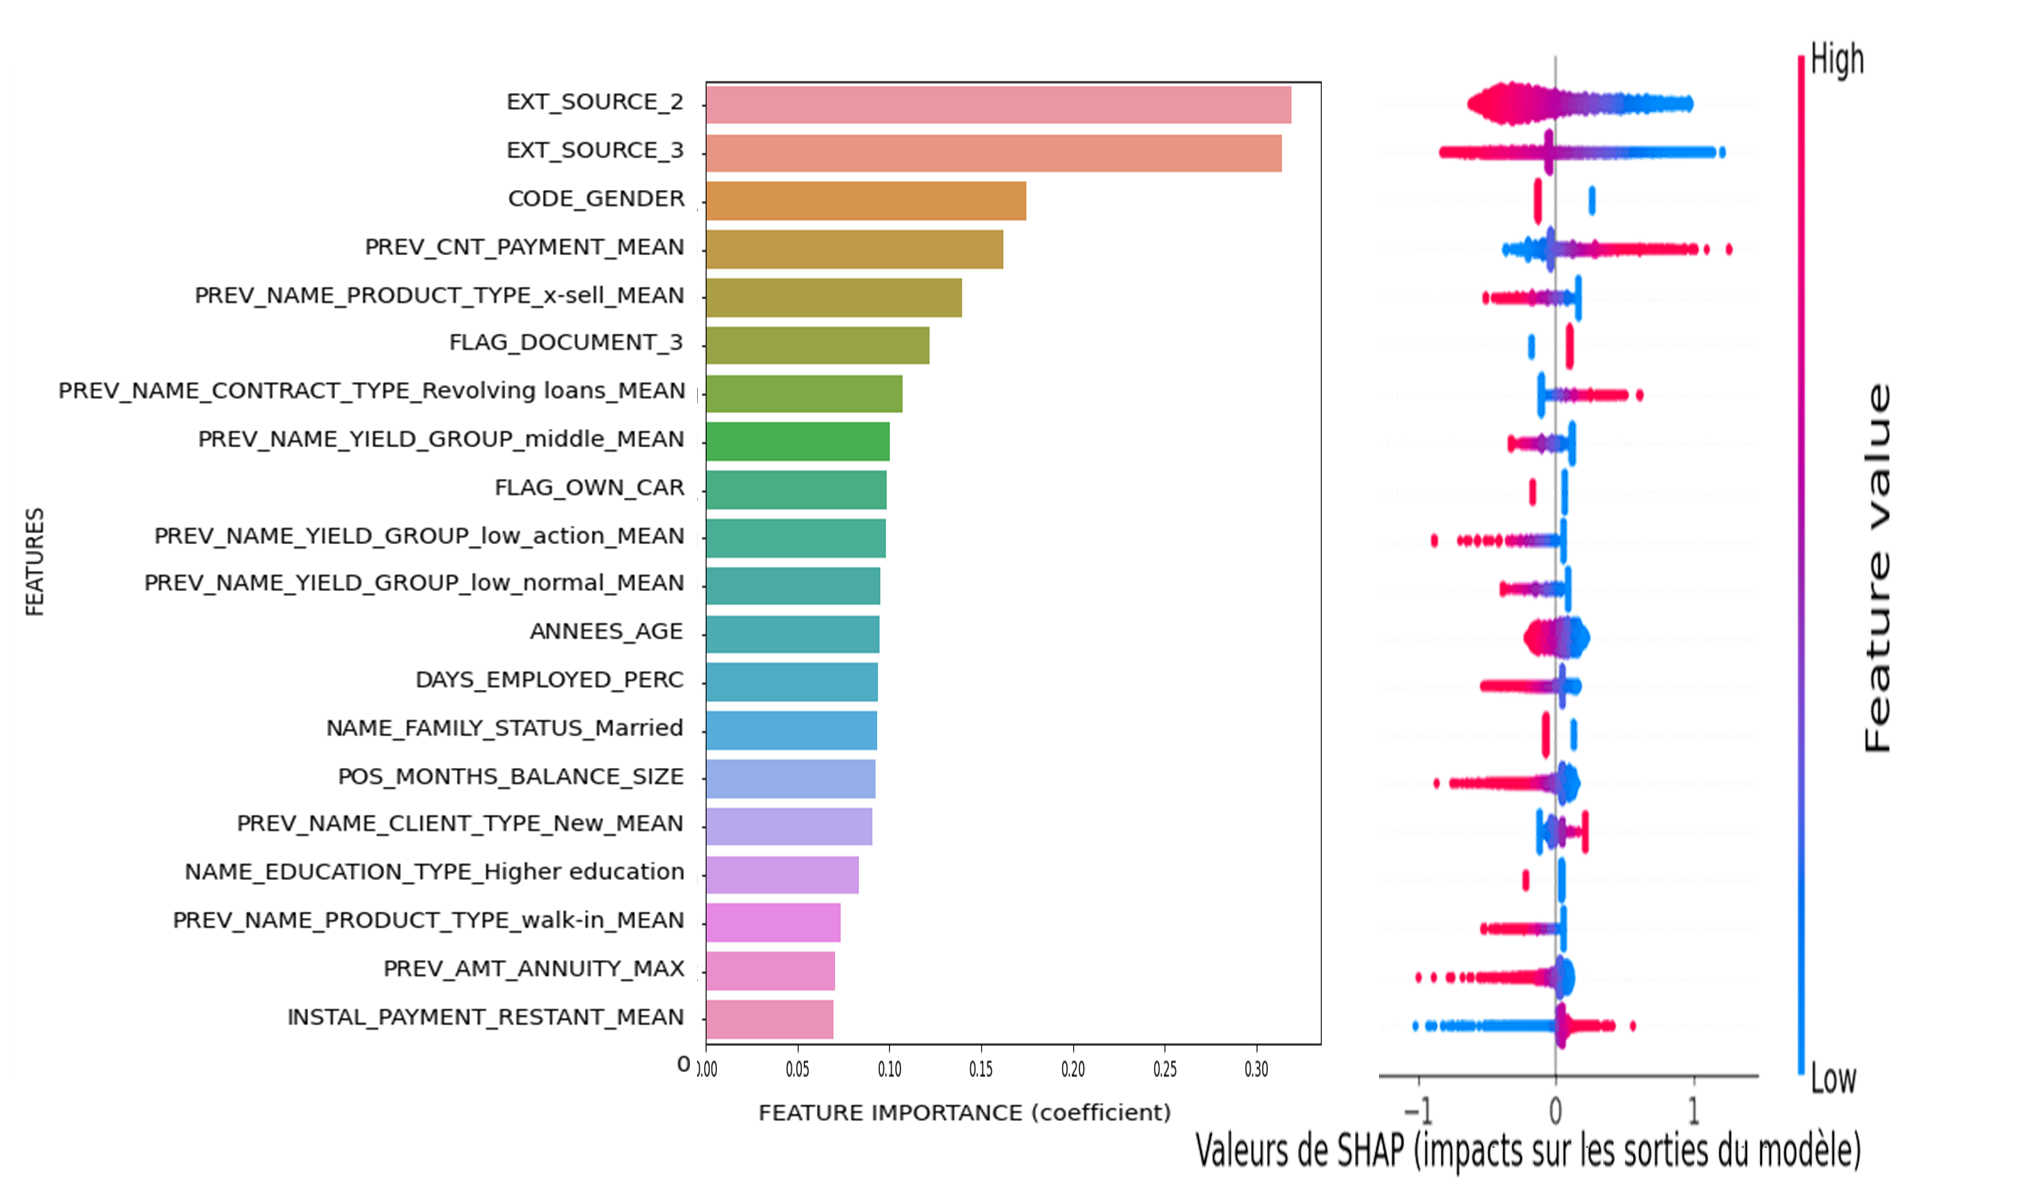 High
EXT_SOURCE_2
EXT_SOURCE_3
CODE_GENDER
PREV_CNT_PAYMENT_MEAN
PREV_NAME_PRODUCT_TYPE_x-sell_MEAN
FLAG_DOCUMENT_3
PREV_NAME_CONTRACT_TYPE_Revolving loans_MEAN
PREV_NAME_YIELD_GROUP_middle_MEAN
FLAG_OWN_CAR
PREV_NAME_YIELD_GROUP_low_action_MEAN
PREV_NAME_YIELD_GROUP_low_normal_MEAN
ANNEES_AGE
DAYS_EMPLOYED_PERC
NAME_FAMILY_STATUS_Married
POS_MONTHS_BALANCE_SIZE
PREV_NAME_CLIENT_TYPE_New_MEAN
NAME_EDUCATION_TYPE_Higher education
PREV_NAME_PRODUCT_TYPE_walk-in_MEAN
PREV_AMT_ANNUITY_MAX
INSTAL_PAYMENT_RESTANT_MEAN
FEATURES
Feature value
0 .00 0.05 0.10 0.15 0.20 0.25 0.30
Low
FEATURE IMPORTANCE (coefficient)
−1 0 1
Valeurs de SHAP (impacts sur les sorties du modèle)